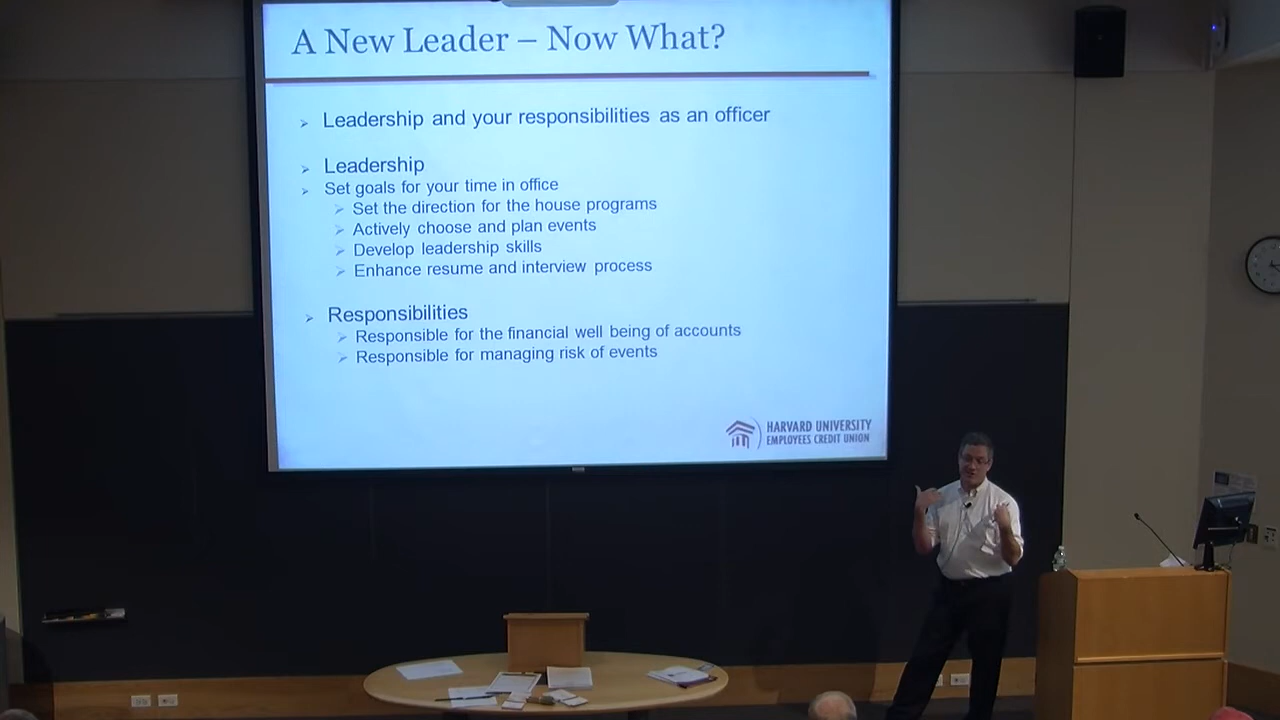 A New Leader – Now What?
Leadership and your responsibilities as an officer
Leadership
Set goals for your time in office
Set the direction for the house programs
Actively choose and plan events
Develop leadership skills
Enhance resume and interview process
Responsibilities
Responsible for the financial well being of accounts
Responsible for managing risk of events
HARVARD UNIVERSITY
EMPLOYEES CREDIT UNION